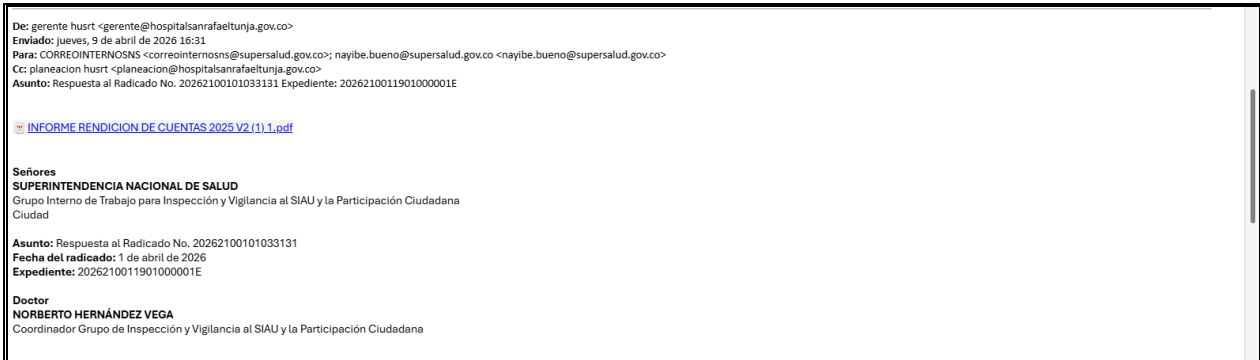 De: gerente husrt <gerente@hospitalsanrafaeltunja.gov.co>
Enviado: jueves, 9 de abril de 2026 16:31
Para: CORREOINTERNOSNS <correointernosns@supersalud.gov.co>; nayibe.bueno@supersalud.gov.co <nayibe.bueno@supersalud.gov.co>
Cc: planeacion husrt <planeacion@hospitalsanrafaeltunja.gov.co>
Asunto: Respuesta al Radicado No. 20262100101033131 Expediente: 2026210011901000001E
INFORME RENDICION DE CUENTAS 2025 V2 (1) 1.pdf
Señores
SUPERINTENDENCIA NACIONAL DE SALUD
Grupo Interno de Trabajo para Inspección y Vigilancia al SIAU y la Participación Ciudadana
Ciudad
Asunto: Respuesta al Radicado No. 20262100101033131
Fecha del radicado: 1 de abril de 2026
Expediente: 2026210011901000001E
Doctor
NORBERTO HERNÁNDEZ VEGA
Coordinador Grupo de Inspección y Vigilancia al SIAU y la Participación Ciudadana